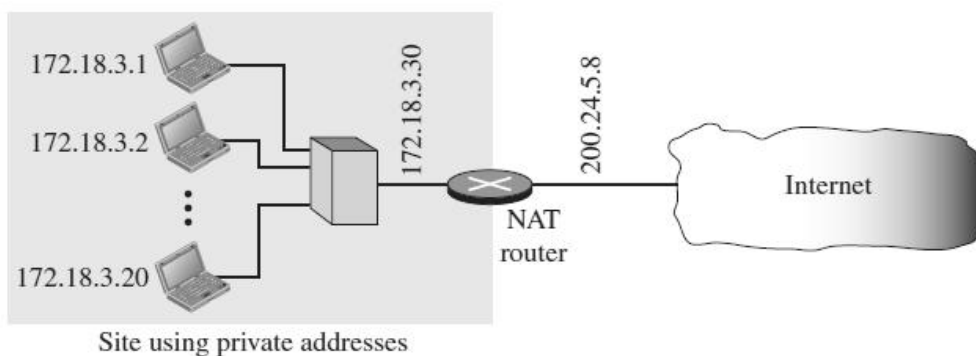 172.18.3.1
172.18.3.2
172.18.3.20
172.18.3.30
NAT
router
200.24.5.8
Internet
Site using private addresses